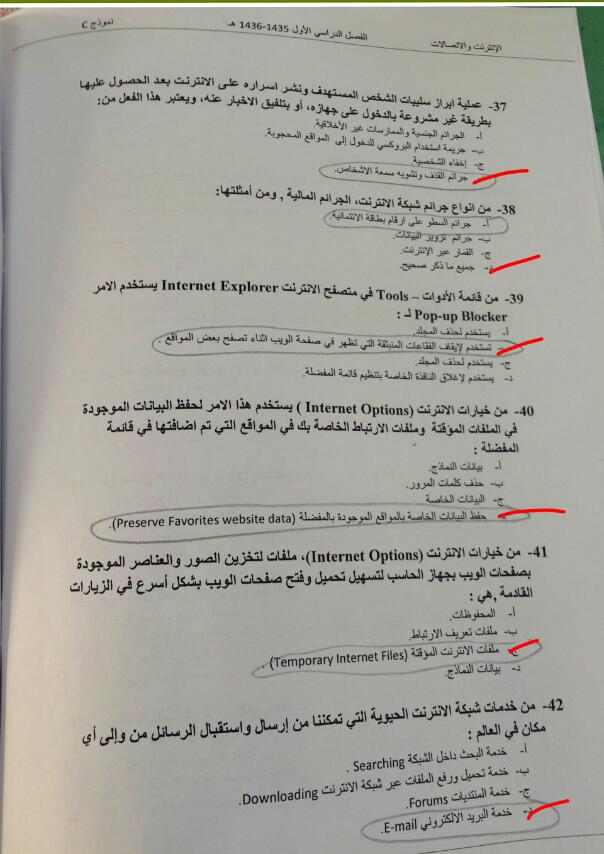 الإنترنت والاتصالات
الفصل الدراسي الأول 1435-1436 هـ
نموذج C
37- عملية ابراز سلبيات الشخص المستهدف ونشر اسراره على الانترنت بعد الحصول عليها
بطريقة غير مشروعة بالدخول على جهازه، أو بتلفيق الاخبار عنه، ويعتبر هذا الفعل من:
أ- الجرائم الجنسية والممارسات غير الأخلاقية.
ب- جريمة استخدام البروكسي للدخول إلى المواقع المحجوبة.
ج- إخفاء الشخصية.
جرائم القذف وتشويه سمعة الاشخاص.
38- من انواع جرائم شبكة الانترنت، الجرائم المالية , ومن أمثلتها:
أ- جرائم السطو على ارقام بطاقة الائتمانية.
ب- جرائم تزوير البيانات.
ج- القمار عبر الإنترنت.
د- جميع ما ذكر صحيح.
39- من قائمة الأدوات – Tools في متصفح الانترنت Internet Explorer يستخدم الامر
Pop-up Blocker لـ :
أ- يستخدم لحذف المجلد.
ب- تستخدم لإيقاف الفقاعات المنبثقة التي تظهر في صفحة الويب اثناء تصفح بعض المواقع .
ج- يستخدم لحذف المجلد.
د- يستخدم لإغلاق النافذة الخاصة بتنظيم قائمة المفضلة.
40- من خيارات الانترنت (Internet Options ) يستخدم هذا الامر لحفظ البيانات الموجودة
في الملفات المؤقتة وملفات الارتباط الخاصة بك في المواقع التي تم اضافتها في قائمة
المفضلة :
أ- بيانات النماذج.
ب- حذف كلمات المرور.
ج- البيانات الخاصة
حفظ البيانات الخاصة بالمواقع الموجودة بالمفضلة (Preserve Favorites website data).
41- من خيارات الانترنت (Internet Options)، ملفات لتخزين الصور والعناصر الموجودة
بصفحات الويب بجهاز الحاسب لتسهيل تحميل وفتح صفحات الويب بشكل أسرع في الزيارات
القادمة ,هي :
أ- المحفوظات.
ب- ملفات تعريف الارتباط.
ج- ملفات الانترنت المؤقتة (Temporary Internet Files) .
د- بيانات النماذج.
42- من خدمات شبكة الانترنت الحيوية التي تمكننا من إرسال واستقبال الرسائل من وإلى أي
مكان في العالم :
أ- خدمة البحث داخل الشبكة Searching .
ب- خدمة تحميل ورفع الملفات عبر شبكة الانترنت Downloading.
ج- خدمة المنتديات Forums.
د- خدمة البريد الالكتروني E-mail.